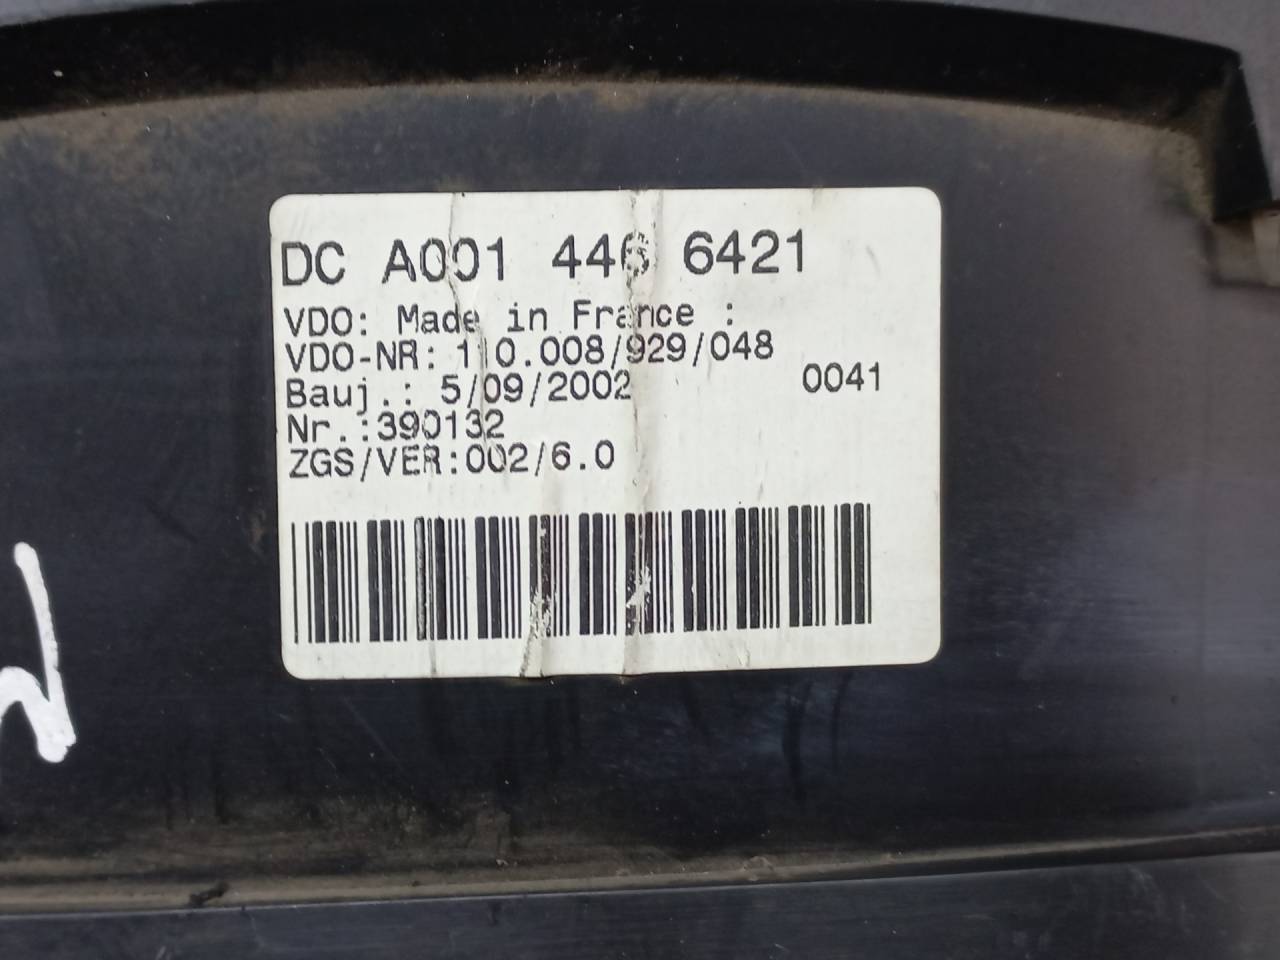 DC A001 446 6421
VDO: Made in France :
VDO-NR: 110.008/929/048
Bauj.: 5/09/2002 0041
Nr.:390132
ZGS/VER:002/6.0